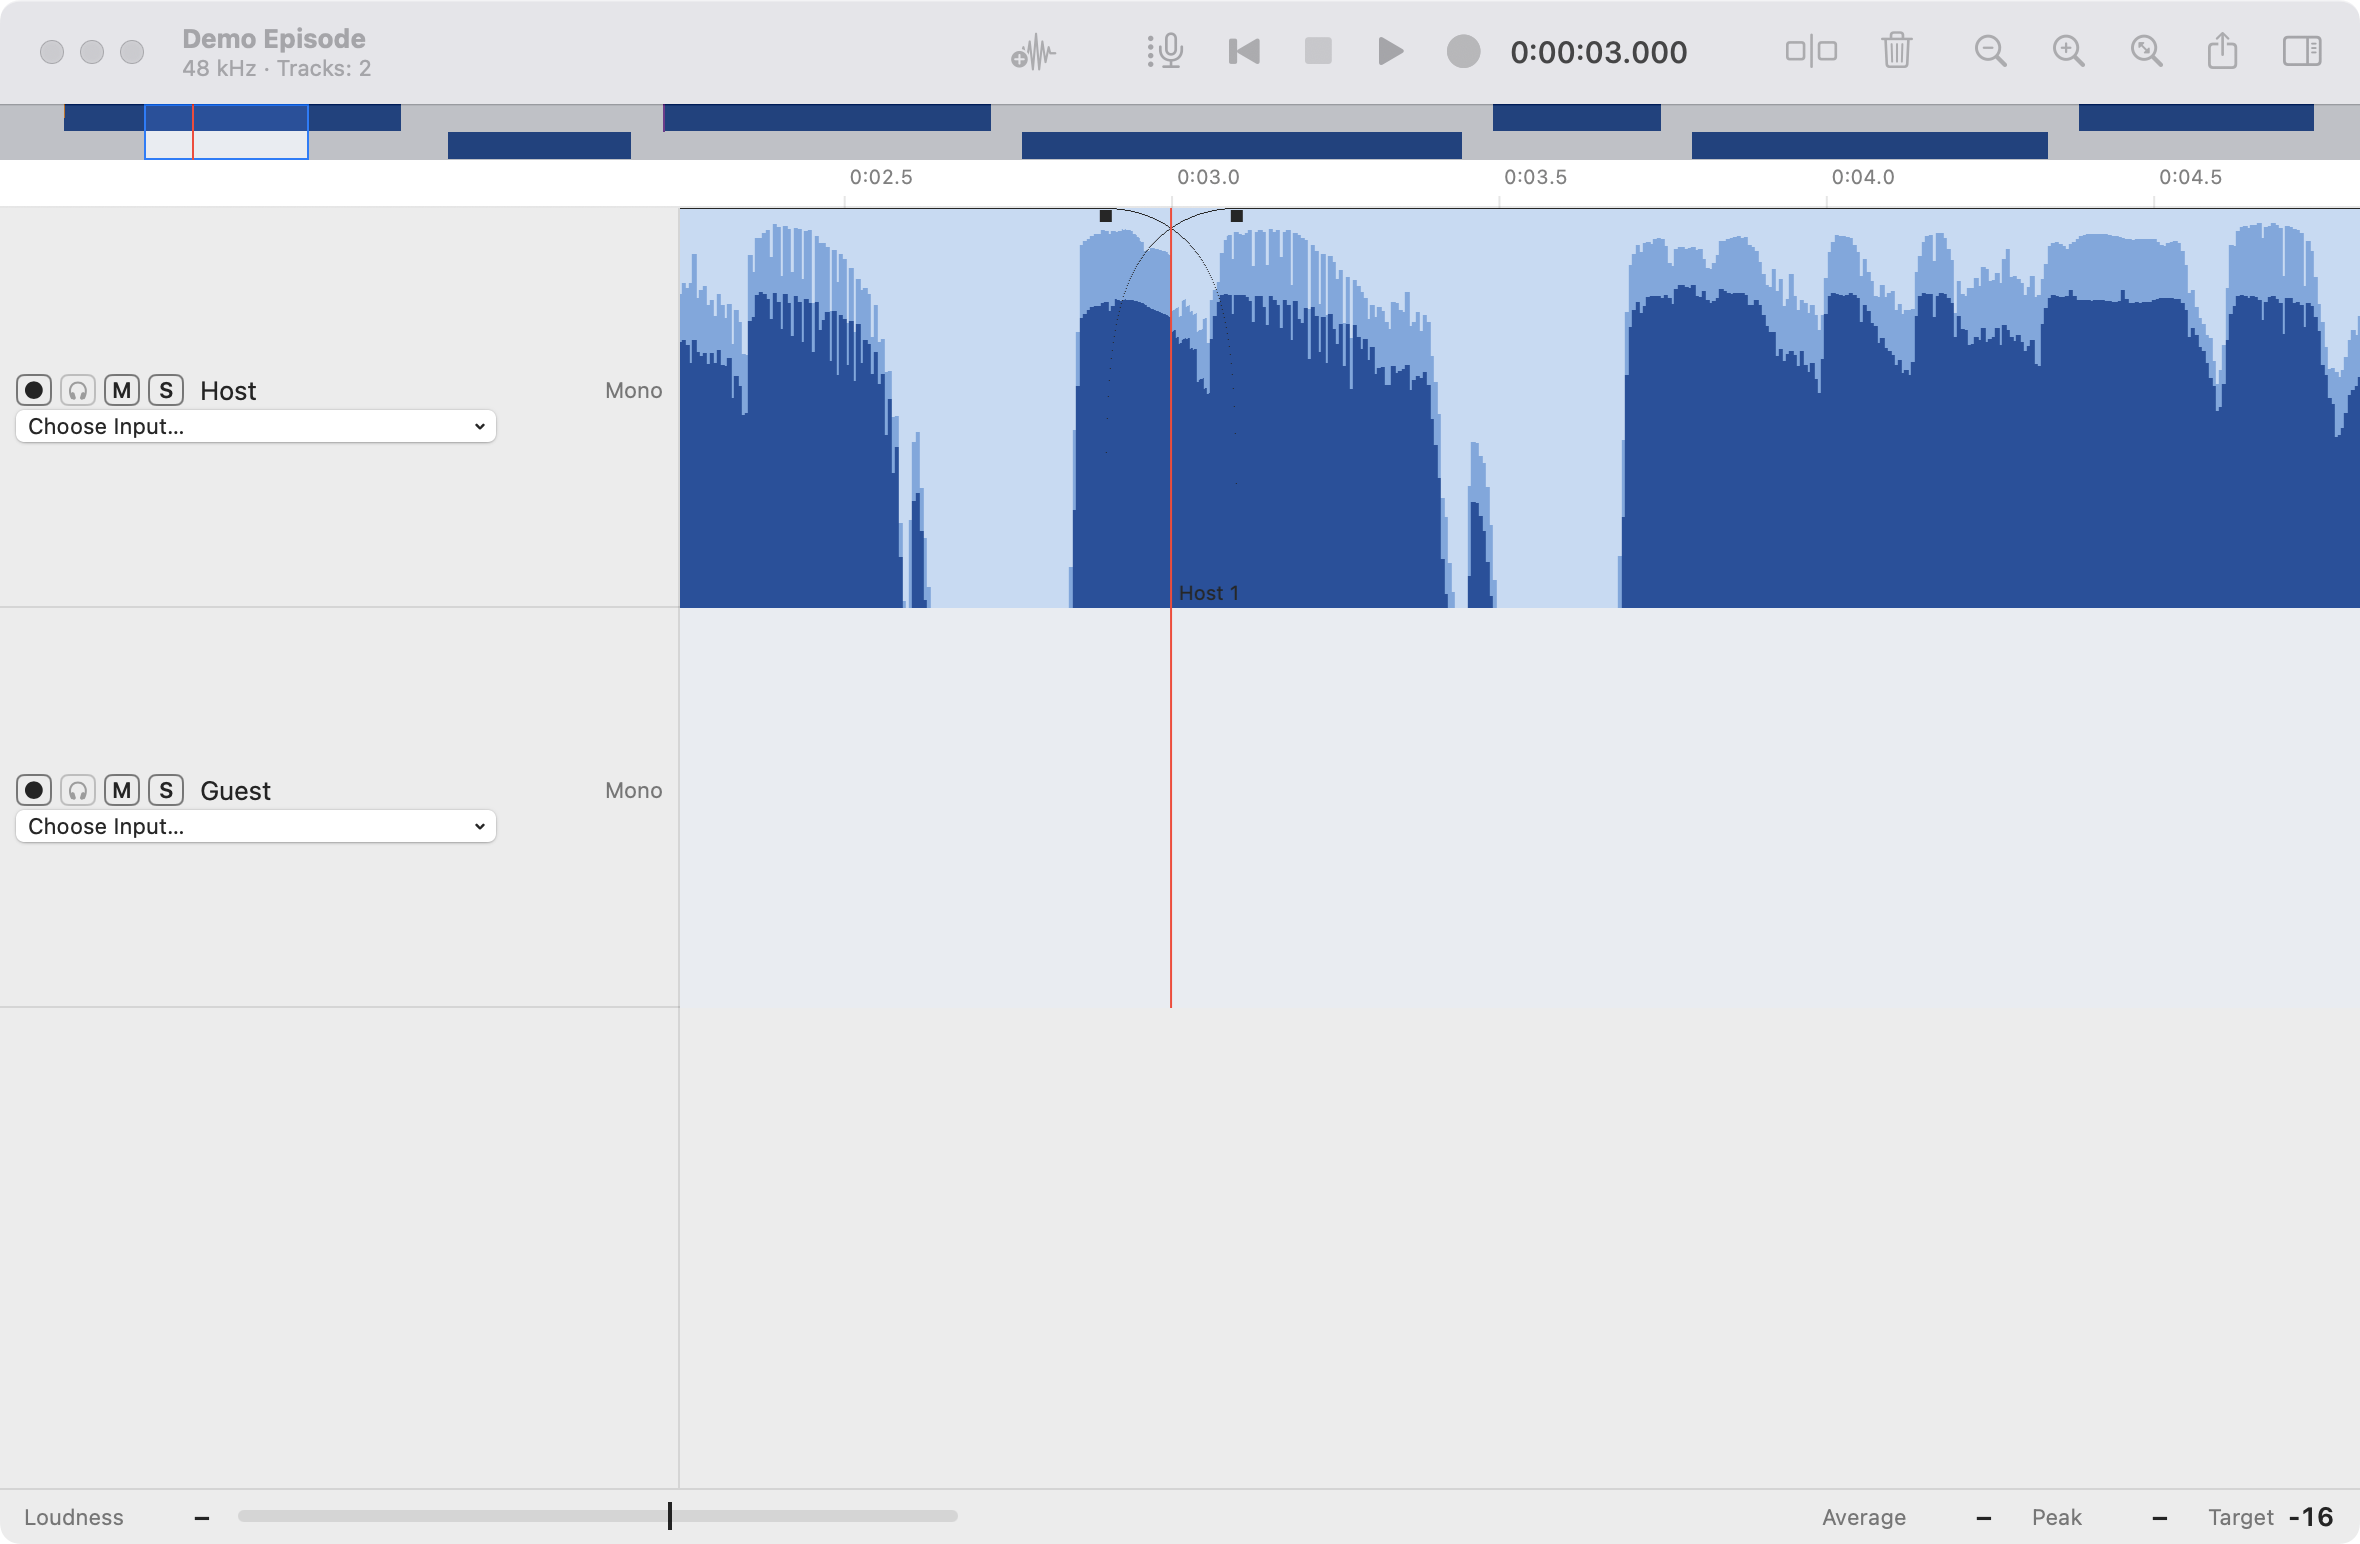 Demo Episode
48 kHz · Tracks: 2
0:00:03.000
0:02.5 0:03.0 0:03.5 0:04.0 0:04.5
M S Host Mono
Choose Input...
Host 1
M S Guest Mono
Choose Input...
Loudness – Average – Peak – Target -16